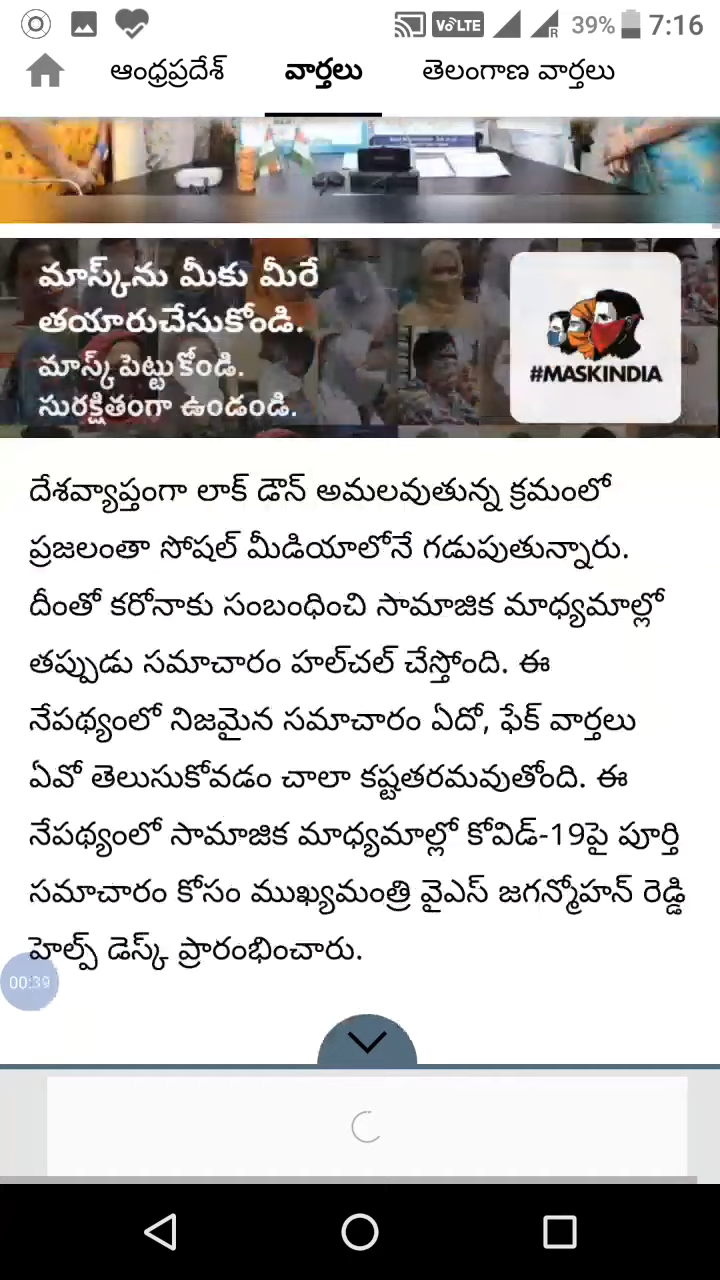 VoLTE R 39% 7:16
ఆంధ్రప్రదేశ్ వార్తలు తెలంగాణ వార్తలు
మాస్క్‌ను మీకు మీరే
తయారుచేసుకోండి.
మాస్క్ పెట్టుకోండి.
సురక్షితంగా ఉండండి.
#MASKINDIA
దేశవ్యాప్తంగా లాక్ డౌన్ అమలవుతున్న క్రమంలో
ప్రజలంతా సోషల్ మీడియాలోనే గడుపుతున్నారు.
దీంతో కరోనాకు సంబంధించి సామాజిక మాధ్యమాల్లో
తప్పుడు సమాచారం హల్‌చల్ చేస్తోంది. ఈ
నేపథ్యంలో నిజమైన సమాచారం ఏదో, ఫేక్ వార్తలు
ఏవో తెలుసుకోవడం చాలా కష్టతరమవుతోంది. ఈ
నేపథ్యంలో సామాజిక మాధ్యమాల్లో కోవిడ్-19పై పూర్తి
సమాచారం కోసం ముఖ్యమంత్రి వైఎస్ జగన్మోహన్ రెడ్డి
హెల్ప్ డెస్క్ ప్రారంభించారు.
00:39